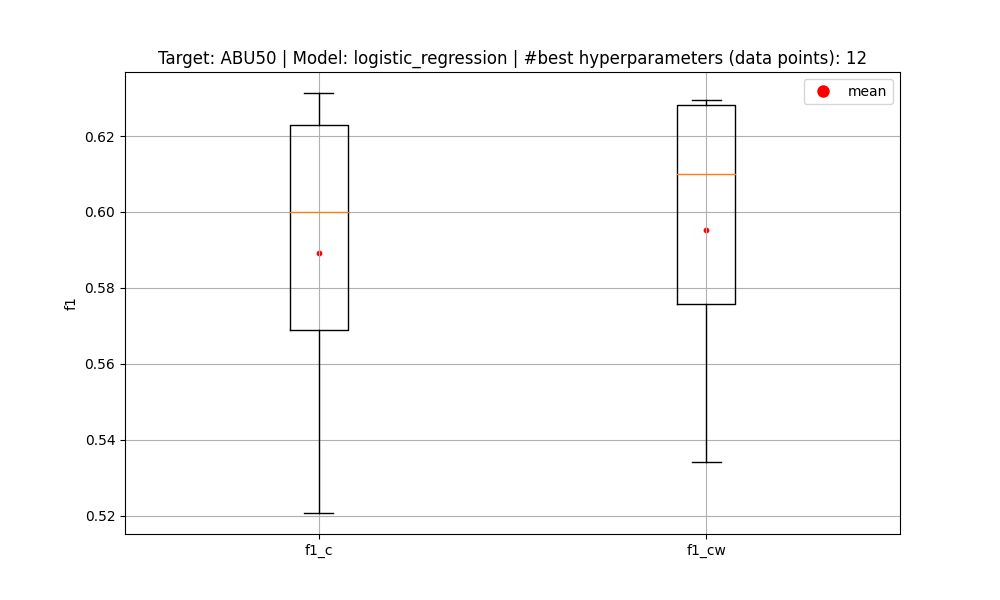 Target: ABU50 | Model: logistic_regression | #best hyperparameters (data points): 12
mean
0.62
0.60
0.58
0.56
0.54
0.52
f1
f1_c
f1_cw